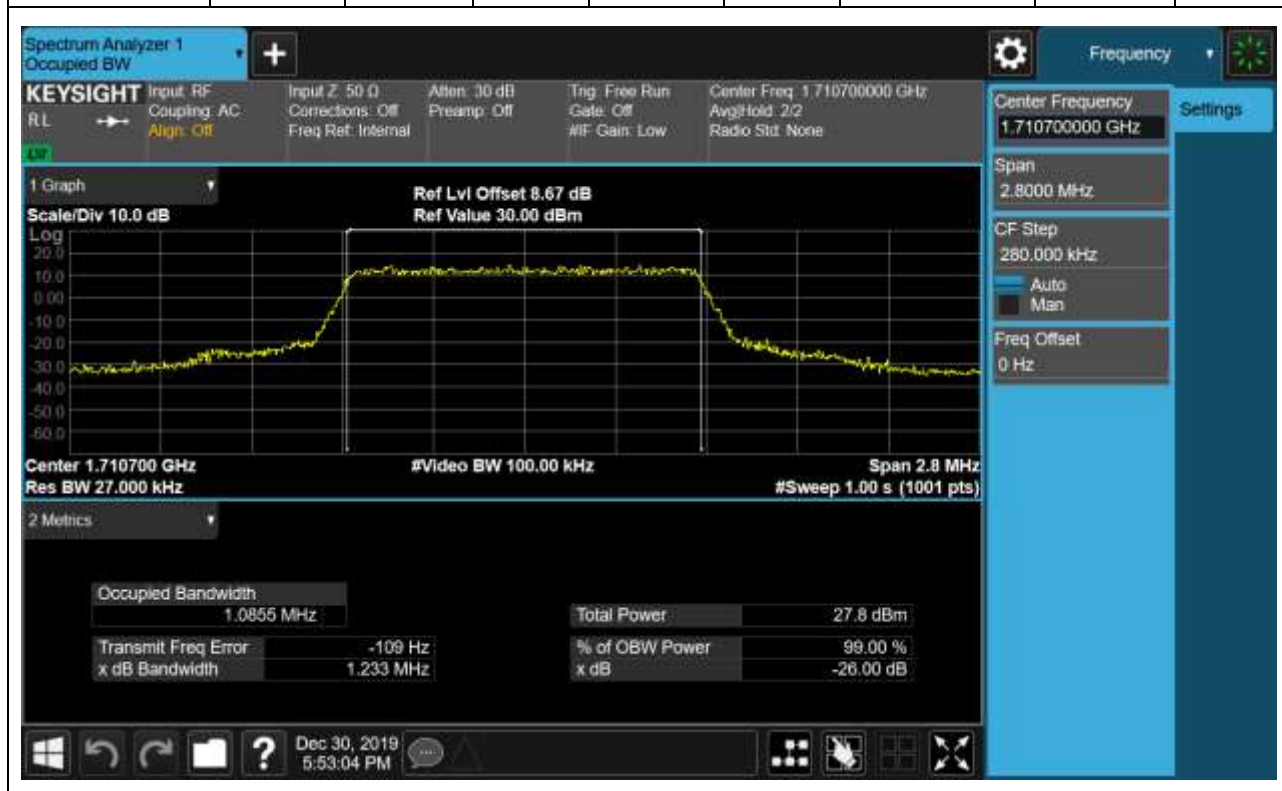 Spectrum Analyzer 1
Occupied BW
+
Frequency
KEYSIGHT
RL
Input: RF
Coupling: AC
Align: Off
Input Z: 50 Ω
Corrections: Off
Freq Ref: Internal
Atten: 30 dB
Preamp: Off
Trig: Free Run
Gate: Off
#IF Gain: Low
Center Freq: 1.710700000 GHz
Avg|Hold: 2/2
Radio Std: None
Center Frequency
1.710700000 GHz
Settings
Span
2.8000 MHz
CF Step
280.000 kHz
Auto
Man
Freq Offset
0 Hz
1 Graph
Ref Lvl Offset 8.67 dB
Scale/Div 10.0 dB
Ref Value 30.00 dBm
Log
20.0
10.0
0.00
-10.0
-20.0
-30.0
-40.0
-50.0
-60.0
Center 1.710700 GHz
#Video BW 100.00 kHz
Span 2.8 MHz
Res BW 27.000 kHz
#Sweep 1.00 s (1001 pts)
2 Metrics
Occupied Bandwidth
1.0855 MHz
Total Power 27.8 dBm
Transmit Freq Error -109 Hz
% of OBW Power 99.00 %
x dB Bandwidth 1.233 MHz
x dB -26.00 dB
?
Dec 30, 2019
5:53:04 PM